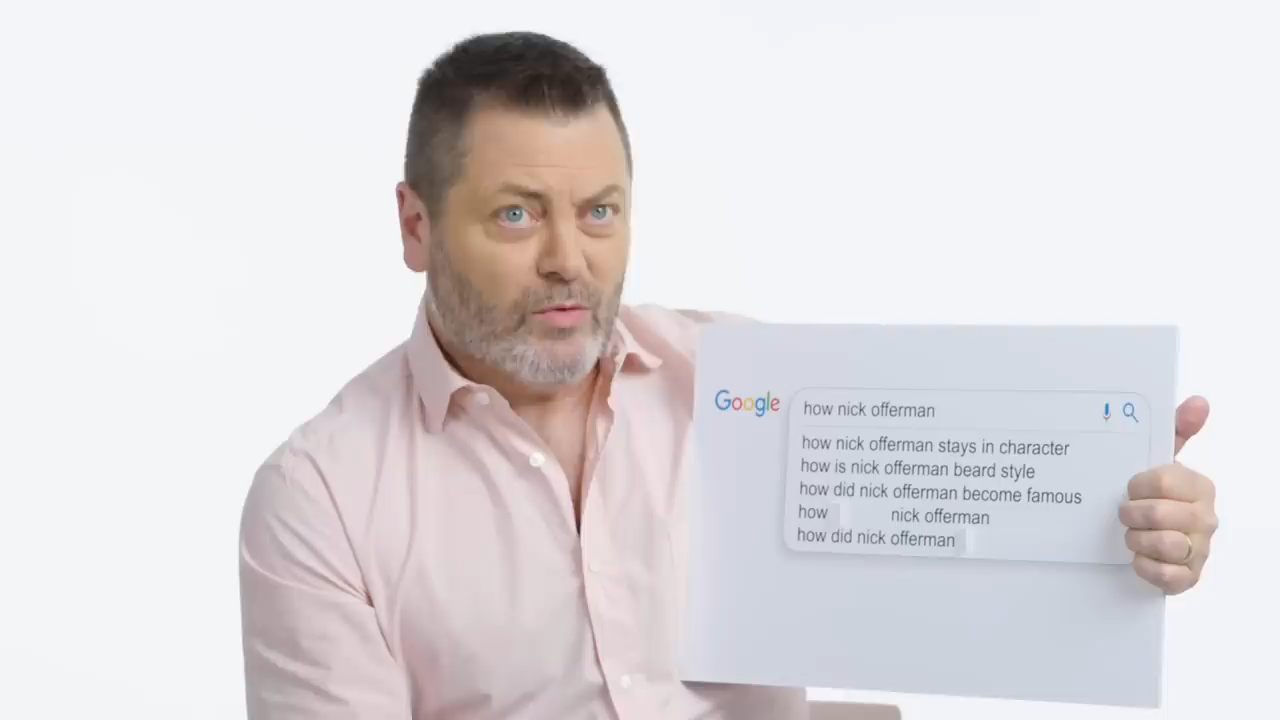 Google
how nick offerman
how nick offerman stays in character
how is nick offerman beard style
how did nick offerman become famous
how nick offerman
how did nick offerman